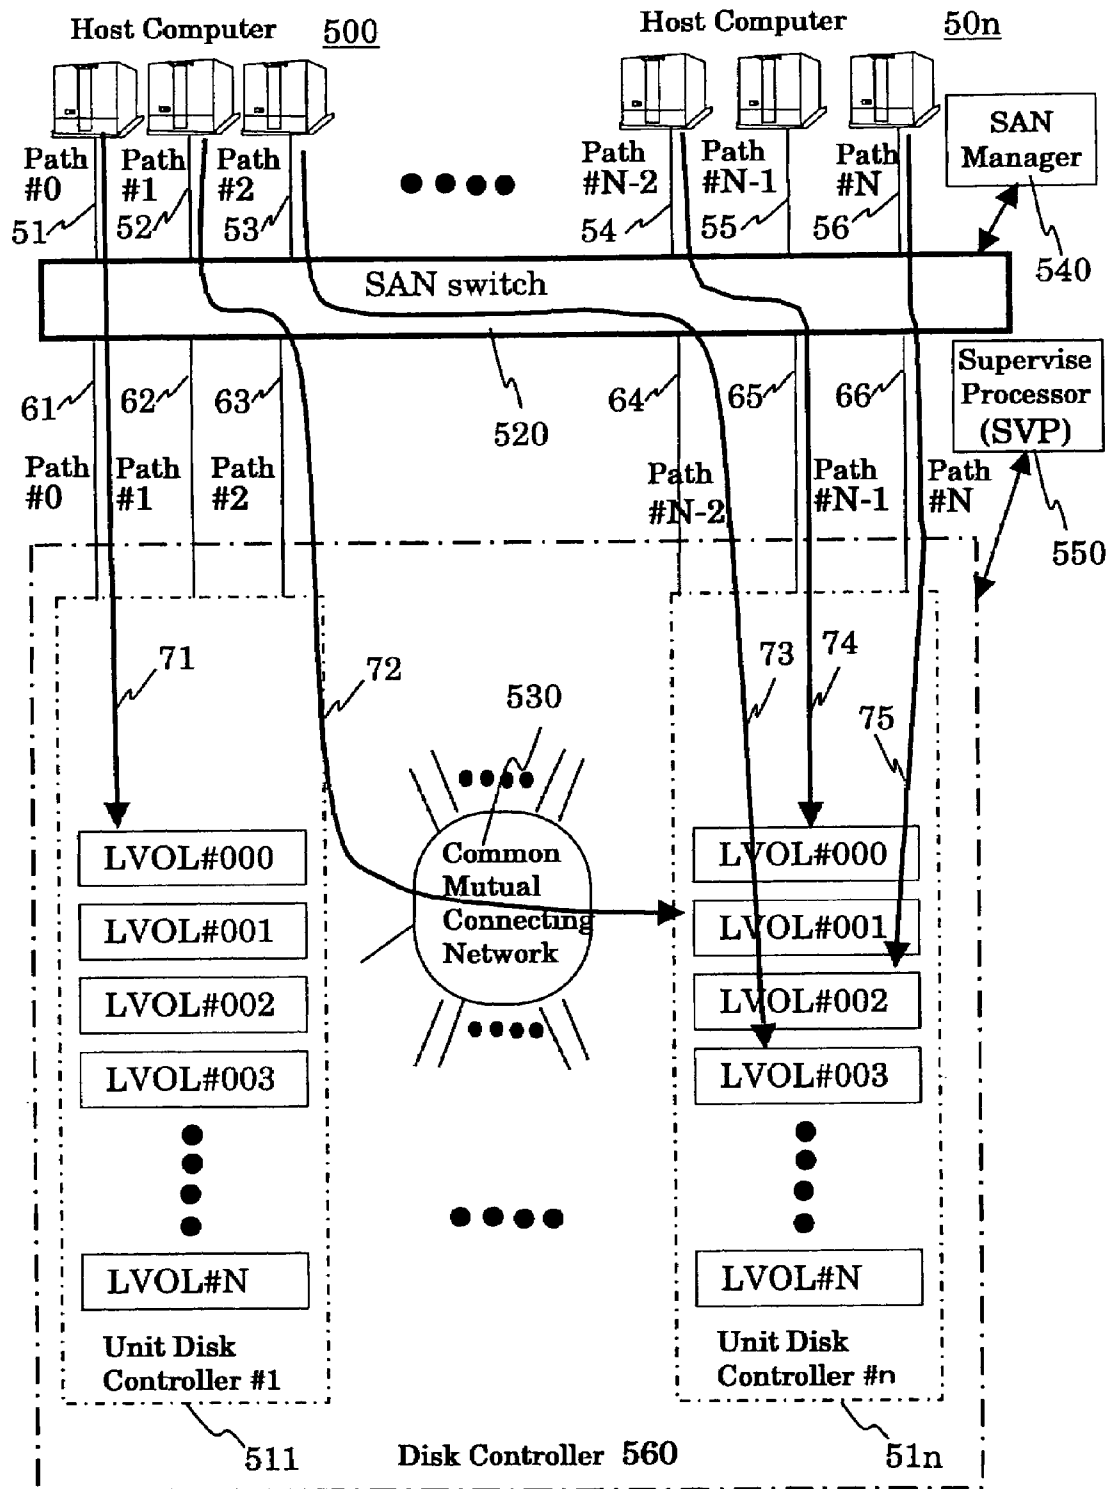 Host Computer 500
Host Computer 50n
SAN
Manager
Path
#0
Path
#1
Path
#2
Path
#N-2
Path
#N-1
Path
#N
51
52
53
54
55
56
540
SAN switch
Supervise
Processor
(SVP)
61
62
63
64
65
66
520
Path
#0
Path
#1
Path
#2
Path
#N-2
Path
#N-1
Path
#N
550
71
72
73
74
75
530
Common
Mutual
Connecting
Network
LVOL#000
LVOL#001
LVOL#002
LVOL#003
LVOL#N
Unit Disk
Controller #1
LVOL#000
LVOL#001
LVOL#002
LVOL#003
LVOL#N
Unit Disk
Controller #n
511
Disk Controller 560
51n